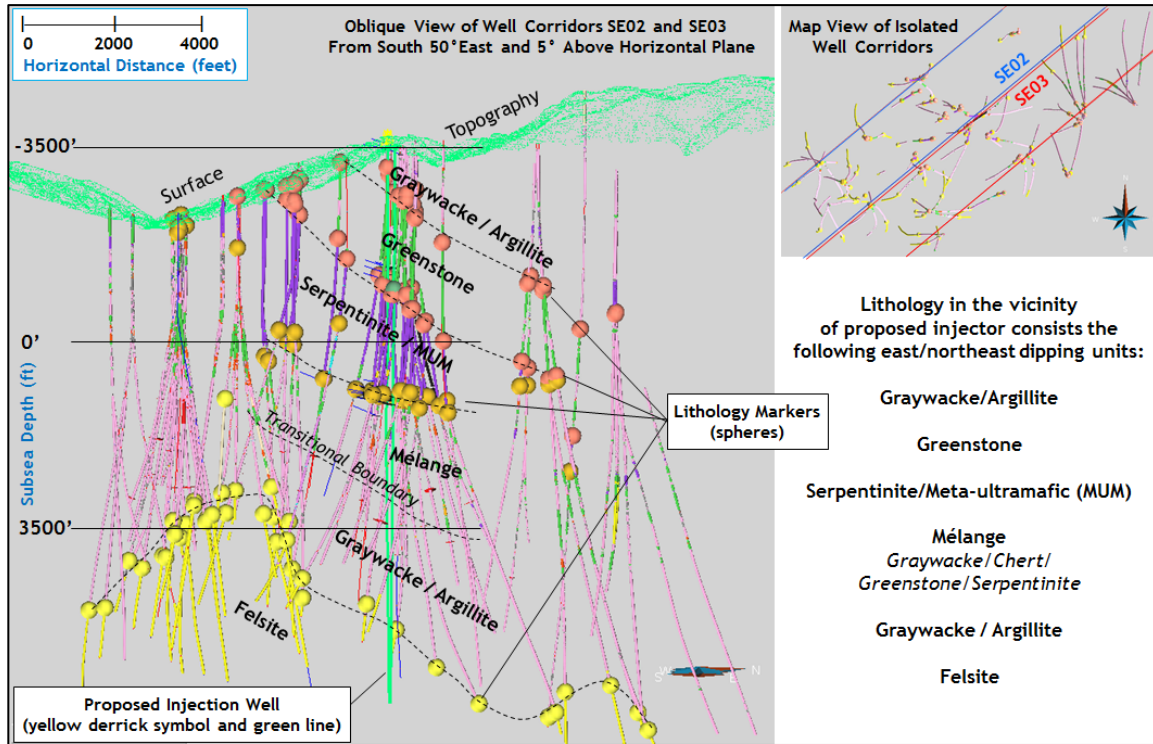 0 2000 4000
Horizontal Distance (feet)
Oblique View of Well Corridors SE02 and SE03
From South 50°East and 5° Above Horizontal Plane
Map View of Isolated
Well Corridors
SE02
SE03
Topography
-3500'
Surface
Graywacke / Argillite
Greenstone
Serpentinite / MUM
0'
Subsea Depth (ft)
Lithology Markers
(spheres)
Mélange
Transitional Boundary
3500'
Graywacke / Argillite
Felsite
W N
S E
Proposed Injection Well
(yellow derrick symbol and green line)
Lithology in the vicinity
of proposed injector consists the
following east/northeast dipping units:
Graywacke/Argillite
Greenstone
Serpentinite/Meta-ultramafic (MUM)
Mélange
Graywacke/Chert/
Greenstone/Serpentinite
Graywacke / Argillite
Felsite